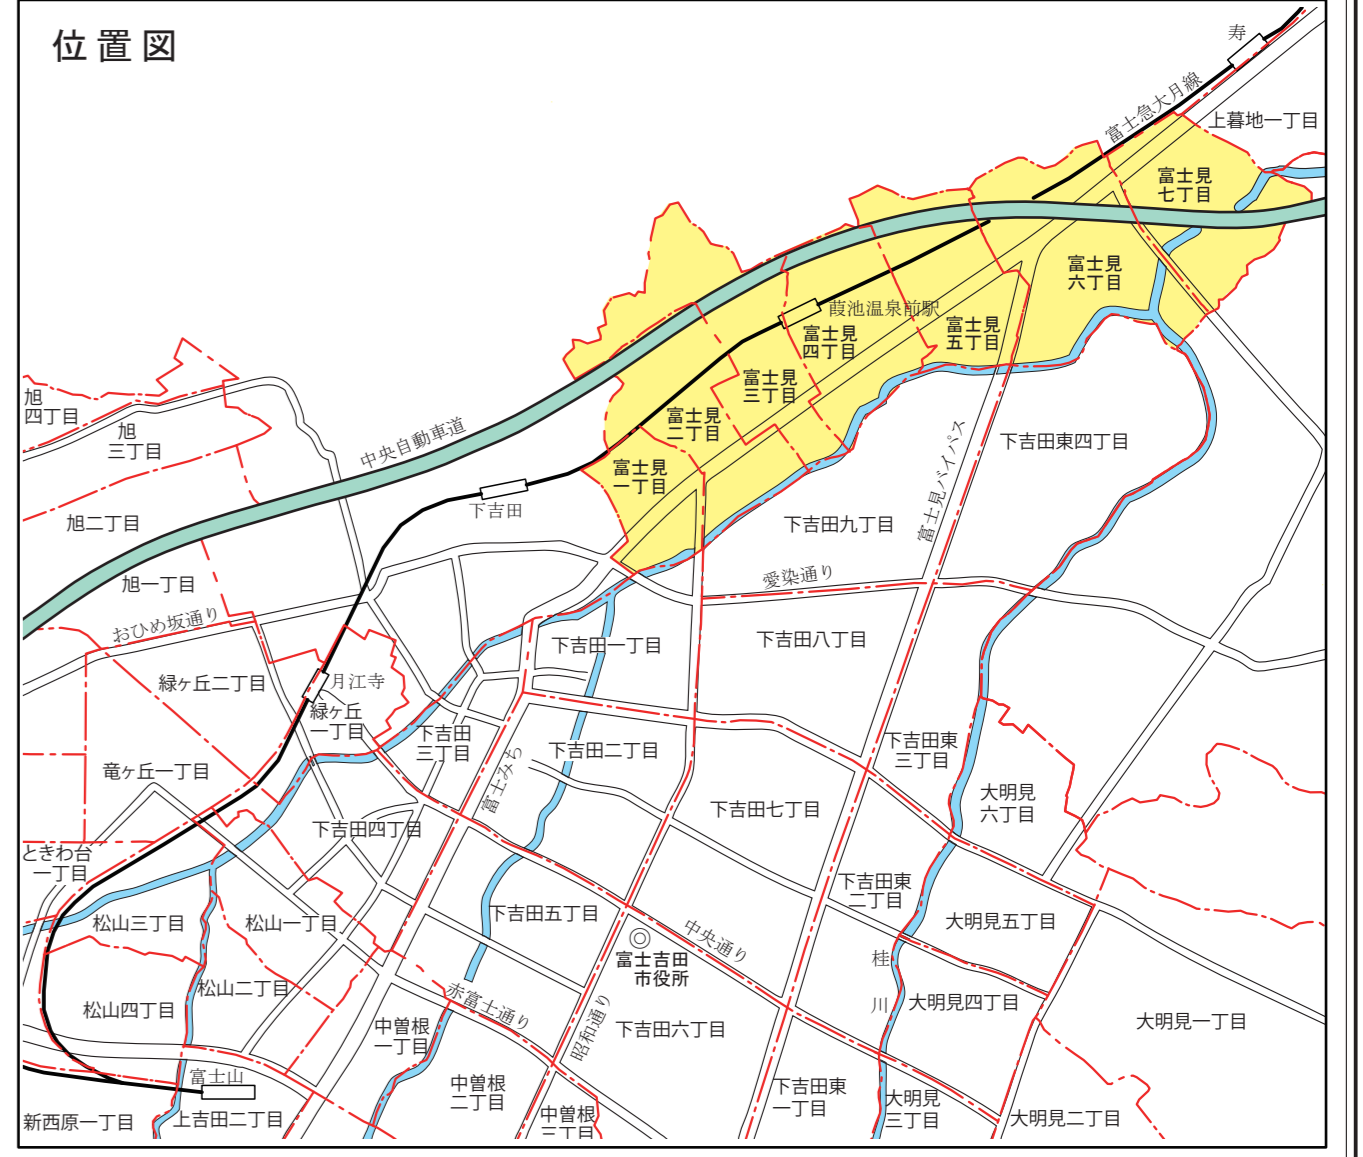 位置図
寿
富士急大月線
上暮地一丁目
富士見
七丁目
富士見
六丁目
葭池温泉前駅
富士見
五丁目
富士見
四丁目
富士見
三丁目
富士見
二丁目
富士見
一丁目
旭
四丁目
旭
三丁目
中央自動車道
下吉田
旭二丁目
旭一丁目
下吉田東四丁目
富士見バイパス
下吉田九丁目
愛染通り
おひめ坂通り
下吉田一丁目
下吉田八丁目
緑ヶ丘二丁目
月江寺
緑ヶ丘
一丁目
下吉田
三丁目
下吉田二丁目
下吉田東
三丁目
竜ヶ丘一丁目
富士みち
下吉田七丁目
大明見
六丁目
下吉田四丁目
ときわ台
一丁目
下吉田東
二丁目
松山三丁目
松山一丁目
下吉田五丁目
大明見五丁目
中央通り
富士吉田
市役所
桂
川
松山四丁目
松山二丁目
赤富士通り
大明見四丁目
大明見一丁目
中曽根
一丁目
昭和通り
下吉田六丁目
富士山
中曽根
二丁目
下吉田東
一丁目
大明見
三丁目
新西原一丁目
上吉田二丁目
中曽根
三丁目
大明見二丁目